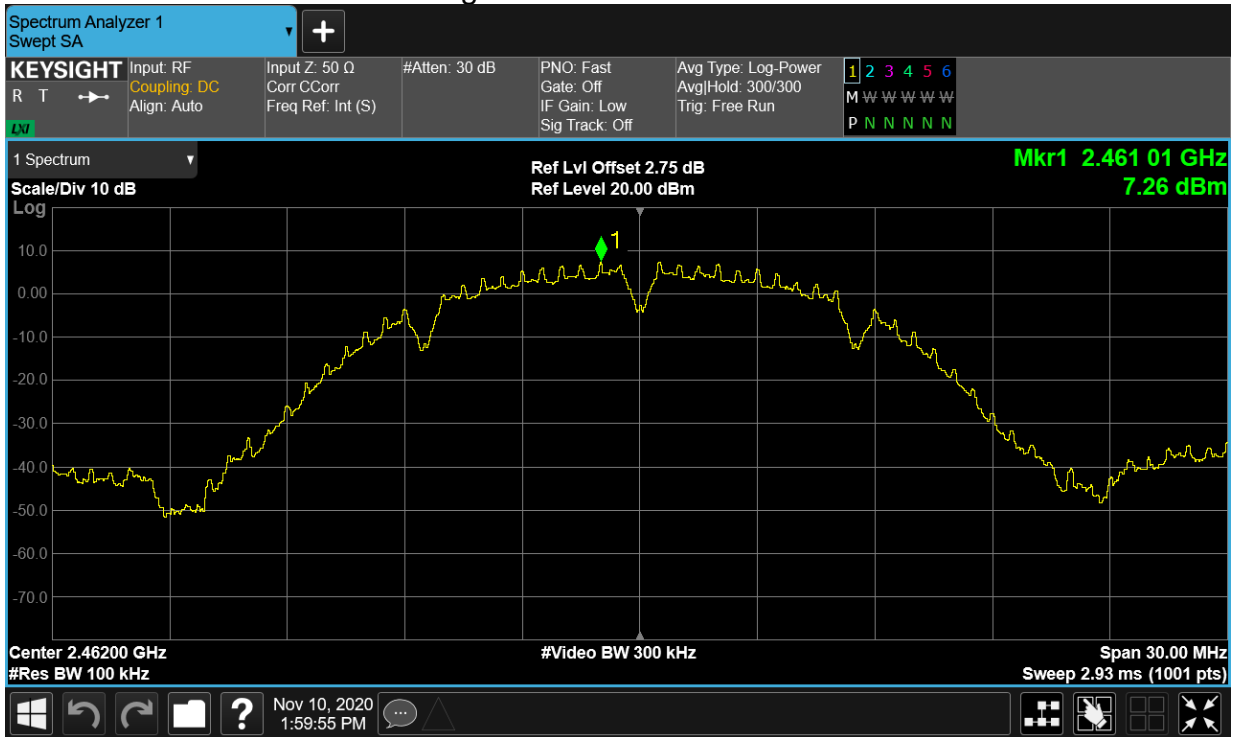 Spectrum Analyzer 1
Swept SA
+
KEYSIGHT
R T
LXI
Input: RF
Coupling: DC
Align: Auto
Input Z: 50 Ω
Corr CCorr
Freq Ref: Int (S)
#Atten: 30 dB
PNO: Fast
Gate: Off
IF Gain: Low
Sig Track: Off
Avg Type: Log-Power
Avg|Hold: 300/300
Trig: Free Run
1 2 3 4 5 6
M W W W W W
P N N N N N
1 Spectrum
Scale/Div 10 dB
Log
Ref Lvl Offset 2.75 dB
Ref Level 20.00 dBm
Mkr1 2.461 01 GHz
7.26 dBm
1
10.0
0.00
-10.0
-20.0
-30.0
-40.0
-50.0
-60.0
-70.0
Center 2.46200 GHz
#Res BW 100 kHz
#Video BW 300 kHz
Span 30.00 MHz
Sweep 2.93 ms (1001 pts)
?
Nov 10, 2020
1:59:55 PM